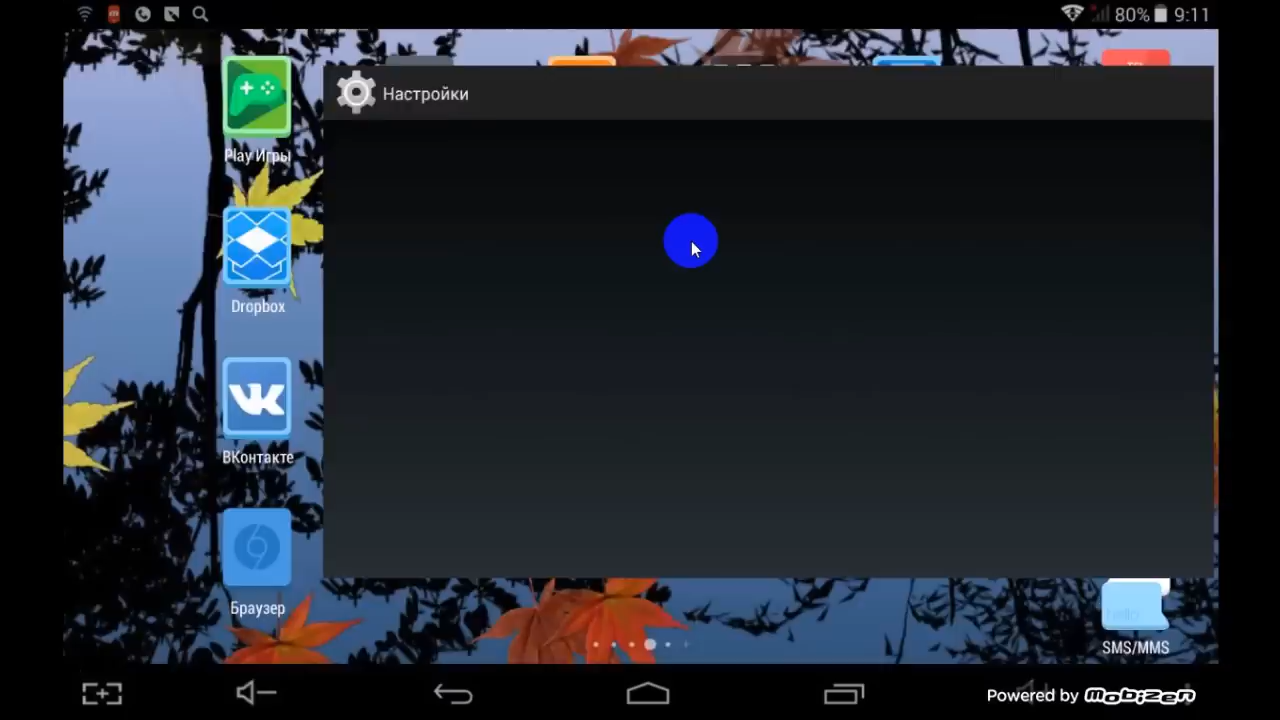 80% 9:11
Настройки
Play Игры
Dropbox
ВКонтакте
Браузер
SMS/MMS
Powered by Mobizen